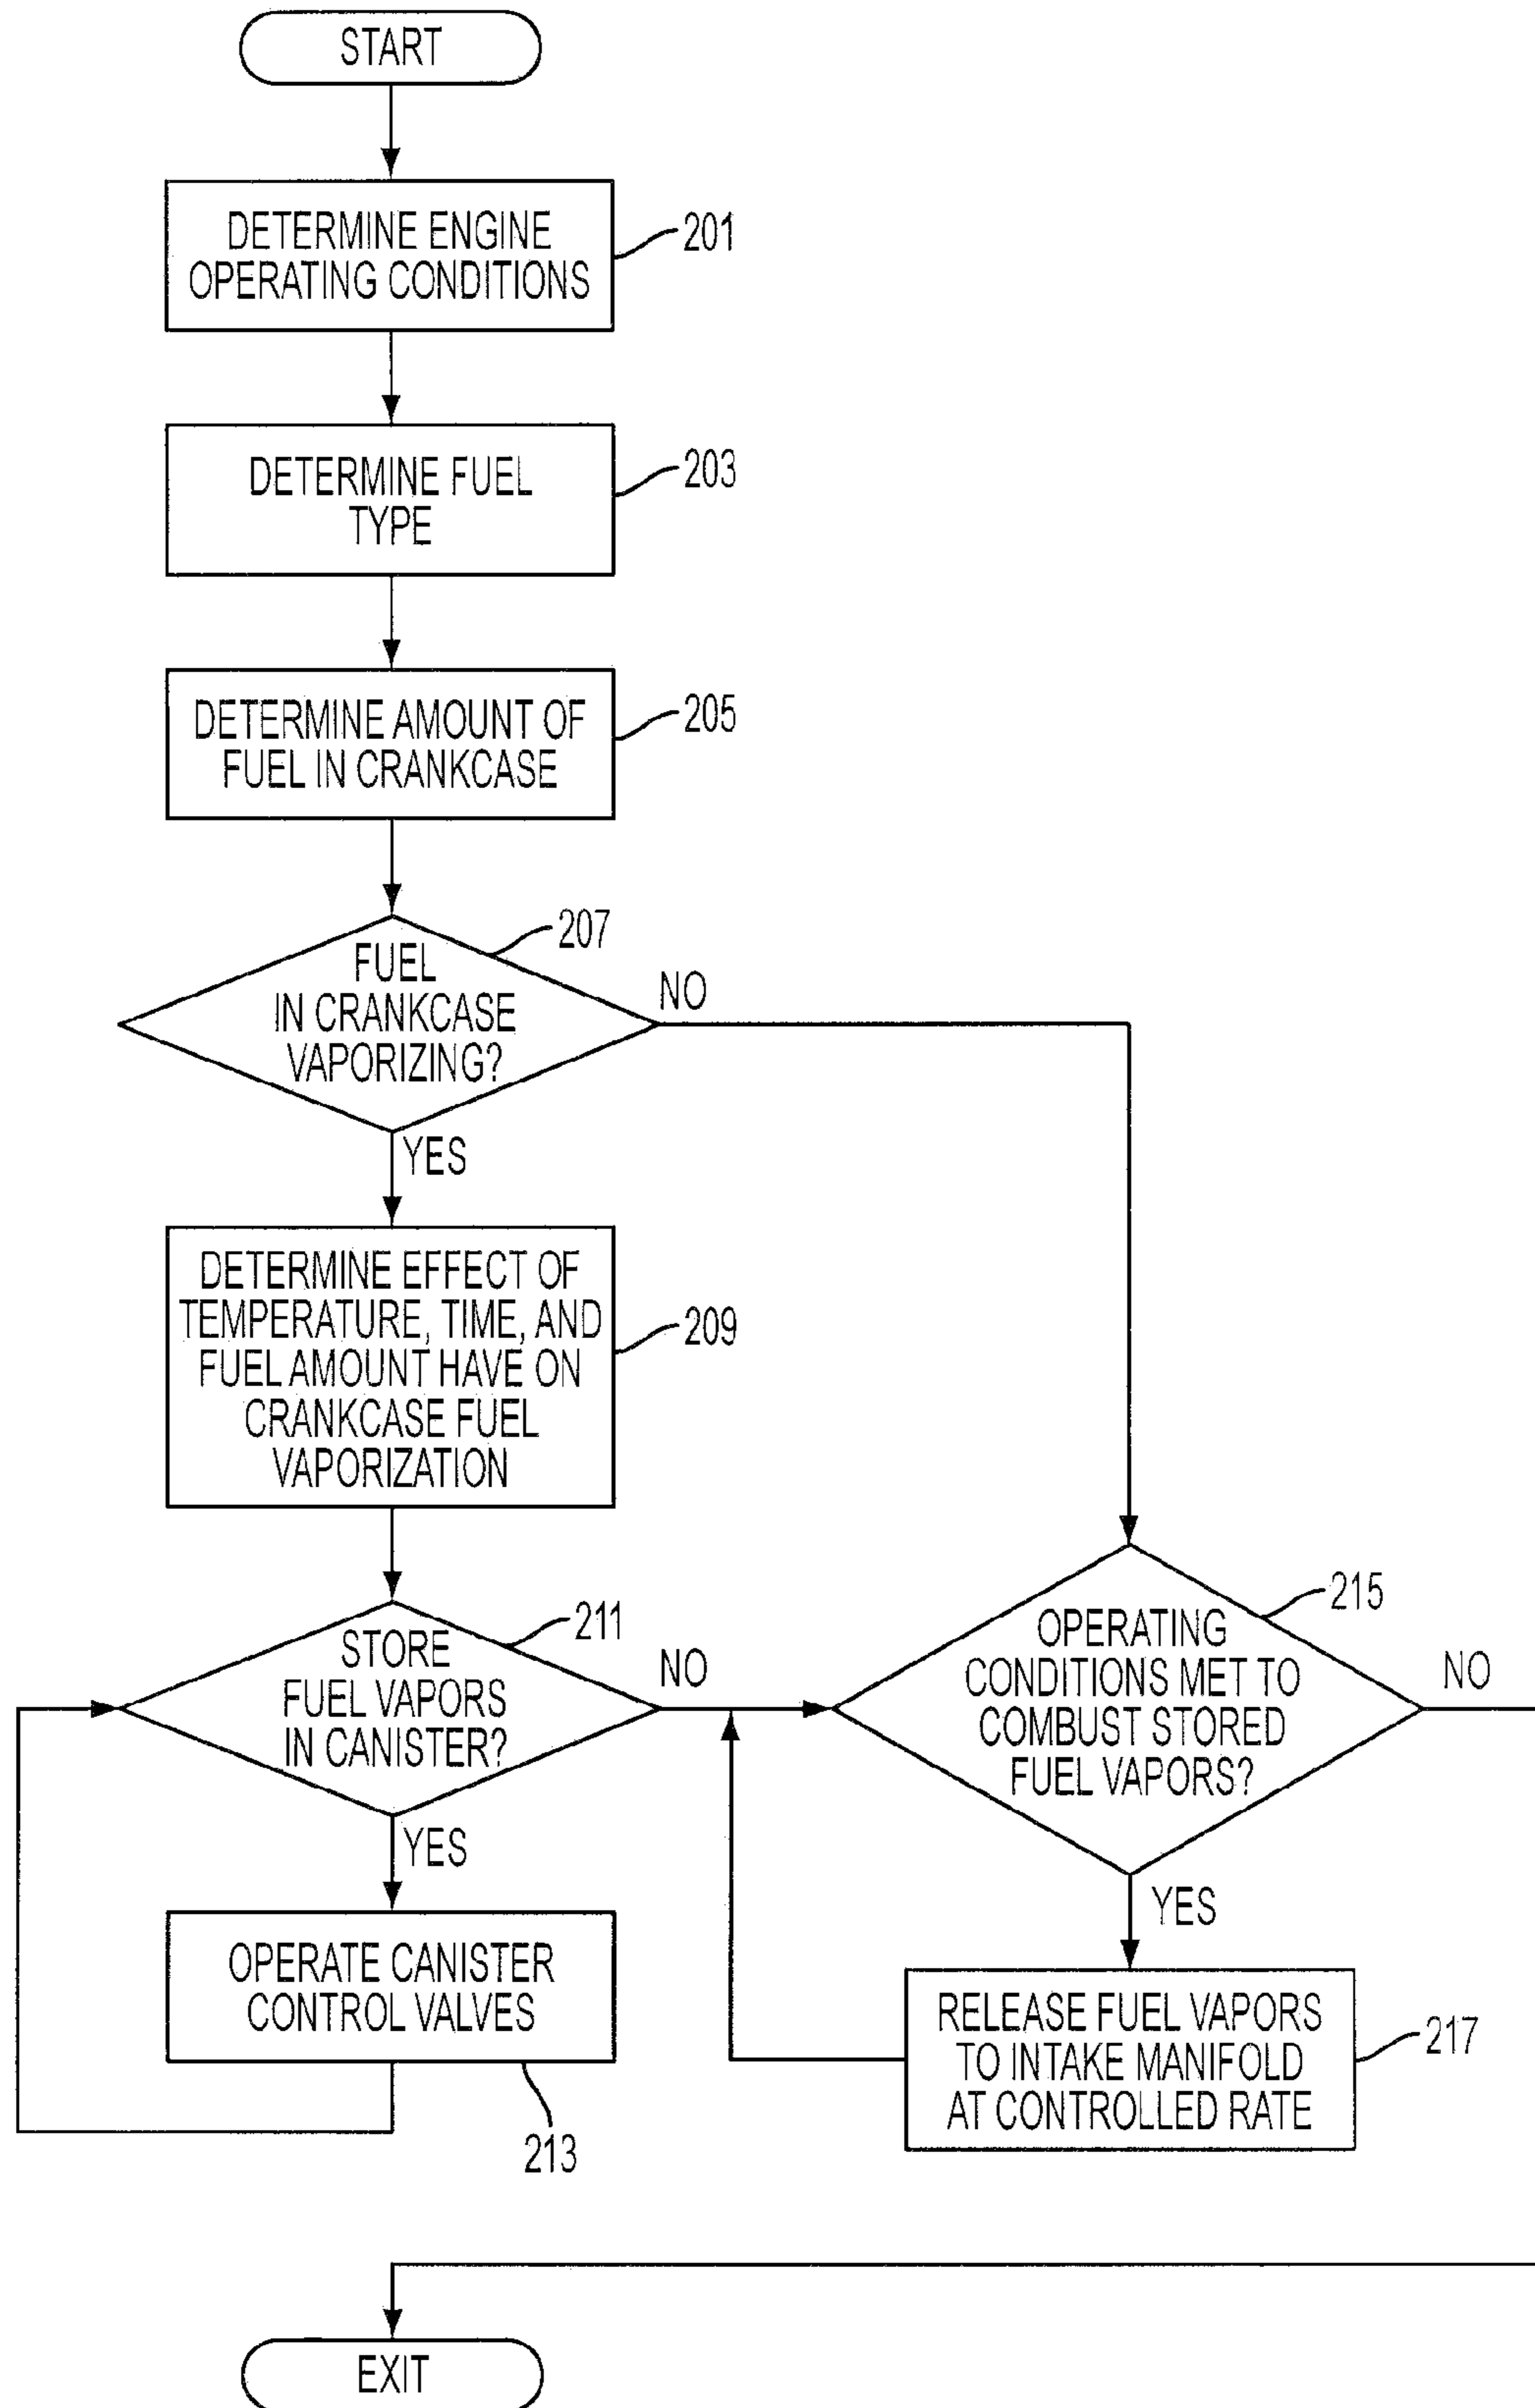 START
DETERMINE ENGINE
OPERATING CONDITIONS
201
DETERMINE FUEL
TYPE
203
DETERMINE AMOUNT OF
FUEL IN CRANKCASE
205
207
FUEL
IN CRANKCASE
VAPORIZING?
NO
YES
DETERMINE EFFECT OF
TEMPERATURE, TIME, AND
FUEL AMOUNT HAVE ON
CRANKCASE FUEL
VAPORIZATION
209
211
STORE
FUEL VAPORS
IN CANISTER?
NO
YES
OPERATE CANISTER
CONTROL VALVES
213
215
OPERATING
CONDITIONS MET TO
COMBUST STORED
FUEL VAPORS?
NO
YES
RELEASE FUEL VAPORS
TO INTAKE MANIFOLD
AT CONTROLLED RATE
217
EXIT